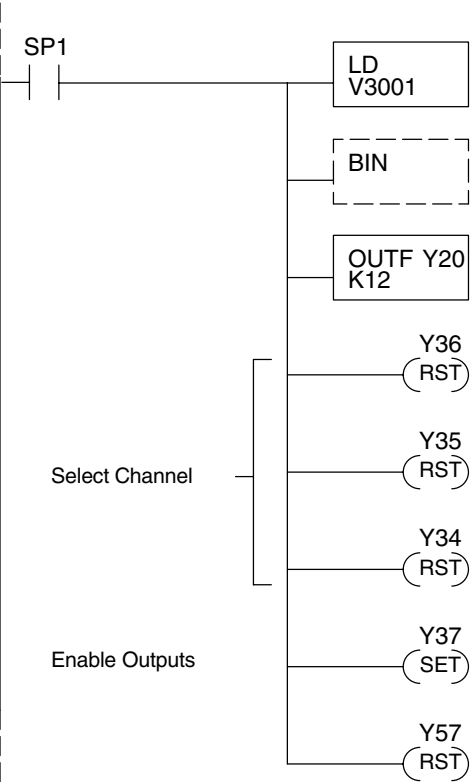 SP1
LD
V3001
BIN
OUTF Y20
K12
Y36
RST
Y35
RST
Select Channel
Y34
RST
Y37
Enable Outputs
SET
Y57
RST